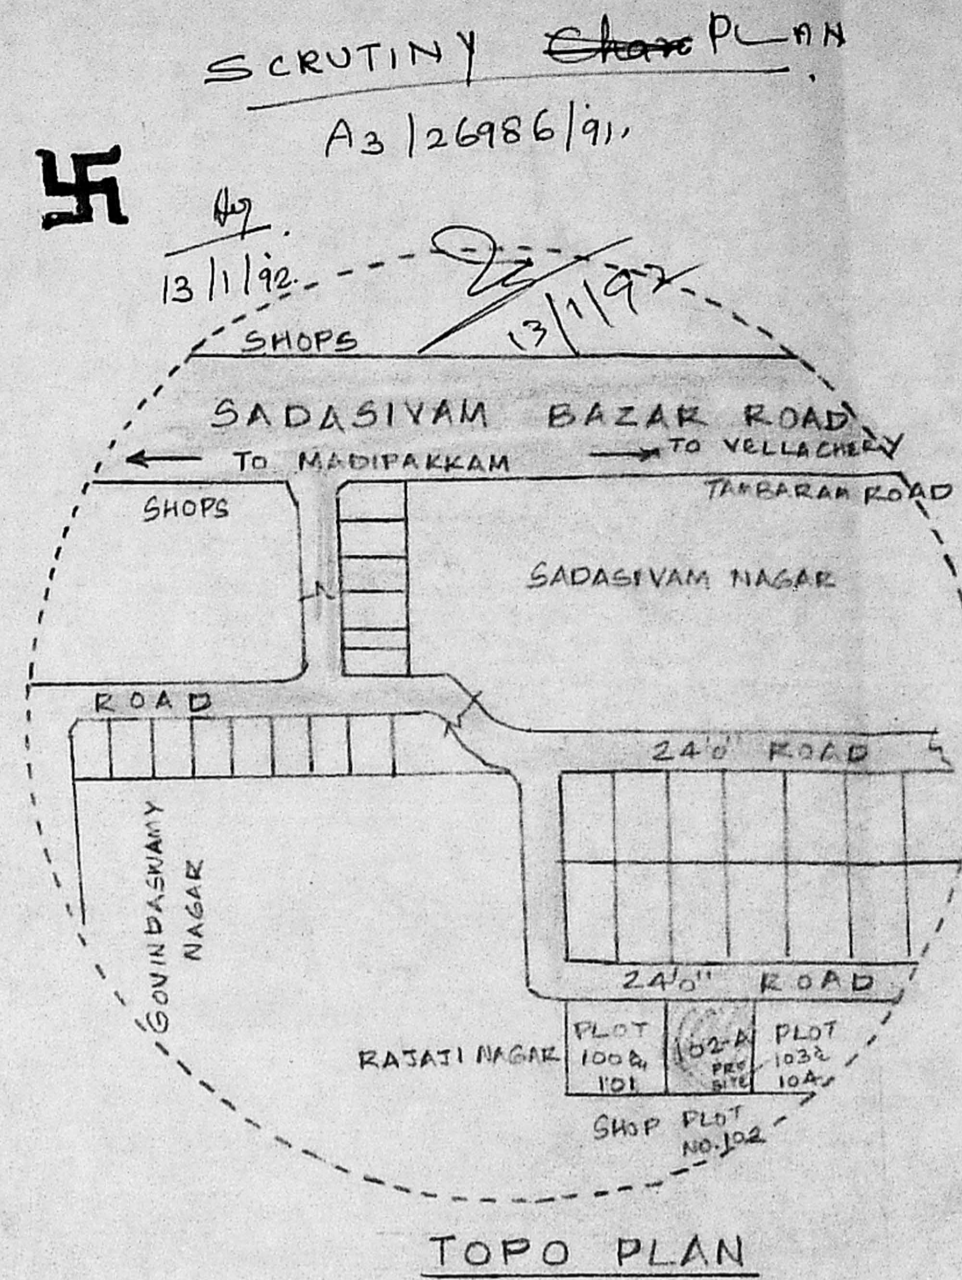 SCRUTINY PLAN
A3/26986/91.
13/1/92.
13/1/92
SHOPS
SADASIVAM BAZAR ROAD
← TO MADIPAKKAM
→ TO VELLACHERY
TAMBARAM ROAD
SHOPS
SADASIVAM NAGAR
ROAD
24'0" ROAD
GOVINDASWAMY
NAGAR
24'0" ROAD
RAJAJI NAGAR
PLOT
100&
101
102-A
PRO
SITE
PLOT
103&
104
SHOP PLOT
NO.102
TOPO PLAN